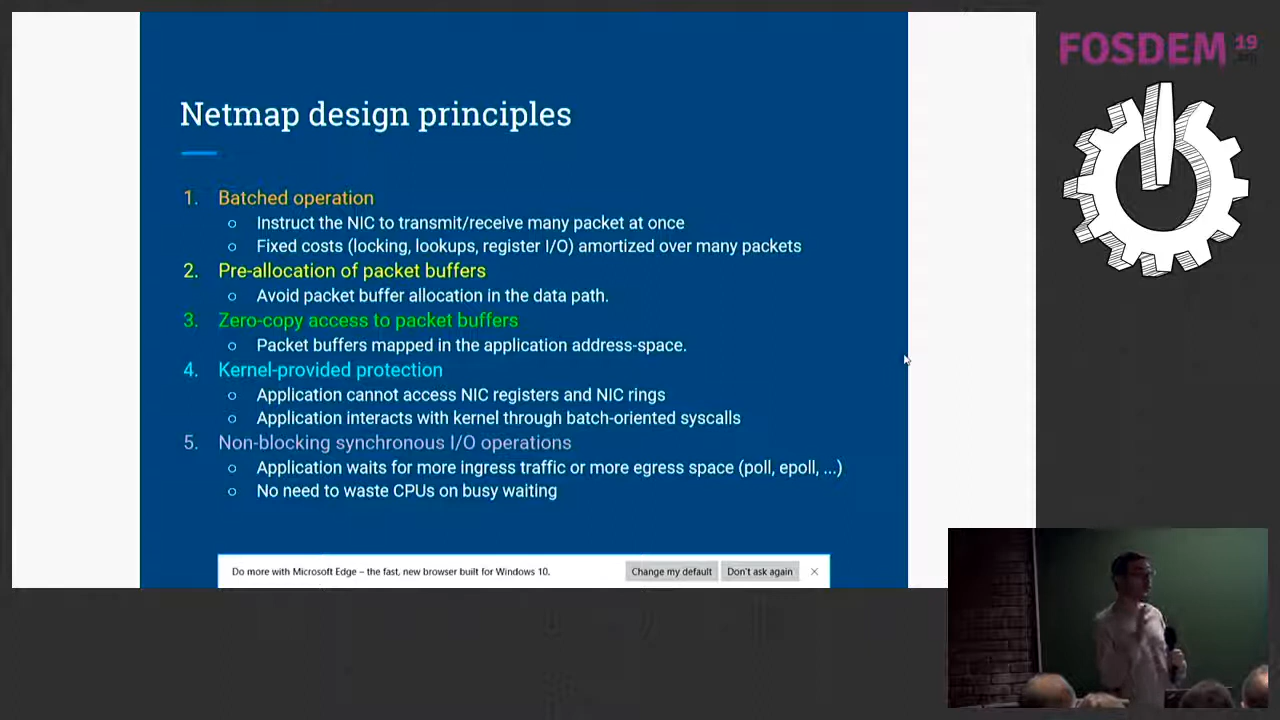 FOSDEM 19
.org
Netmap design principles
1. Batched operation
○ Instruct the NIC to transmit/receive many packet at once
○ Fixed costs (locking, lookups, register I/O) amortized over many packets
2. Pre-allocation of packet buffers
○ Avoid packet buffer allocation in the data path.
3. Zero-copy access to packet buffers
○ Packet buffers mapped in the application address-space.
4. Kernel-provided protection
○ Application cannot access NIC registers and NIC rings
○ Application interacts with kernel through batch-oriented syscalls
5. Non-blocking synchronous I/O operations
○ Application waits for more ingress traffic or more egress space (poll, epoll, ...)
○ No need to waste CPUs on busy waiting
Do more with Microsoft Edge – the fast, new browser built for Windows 10. Change my default Don't ask again